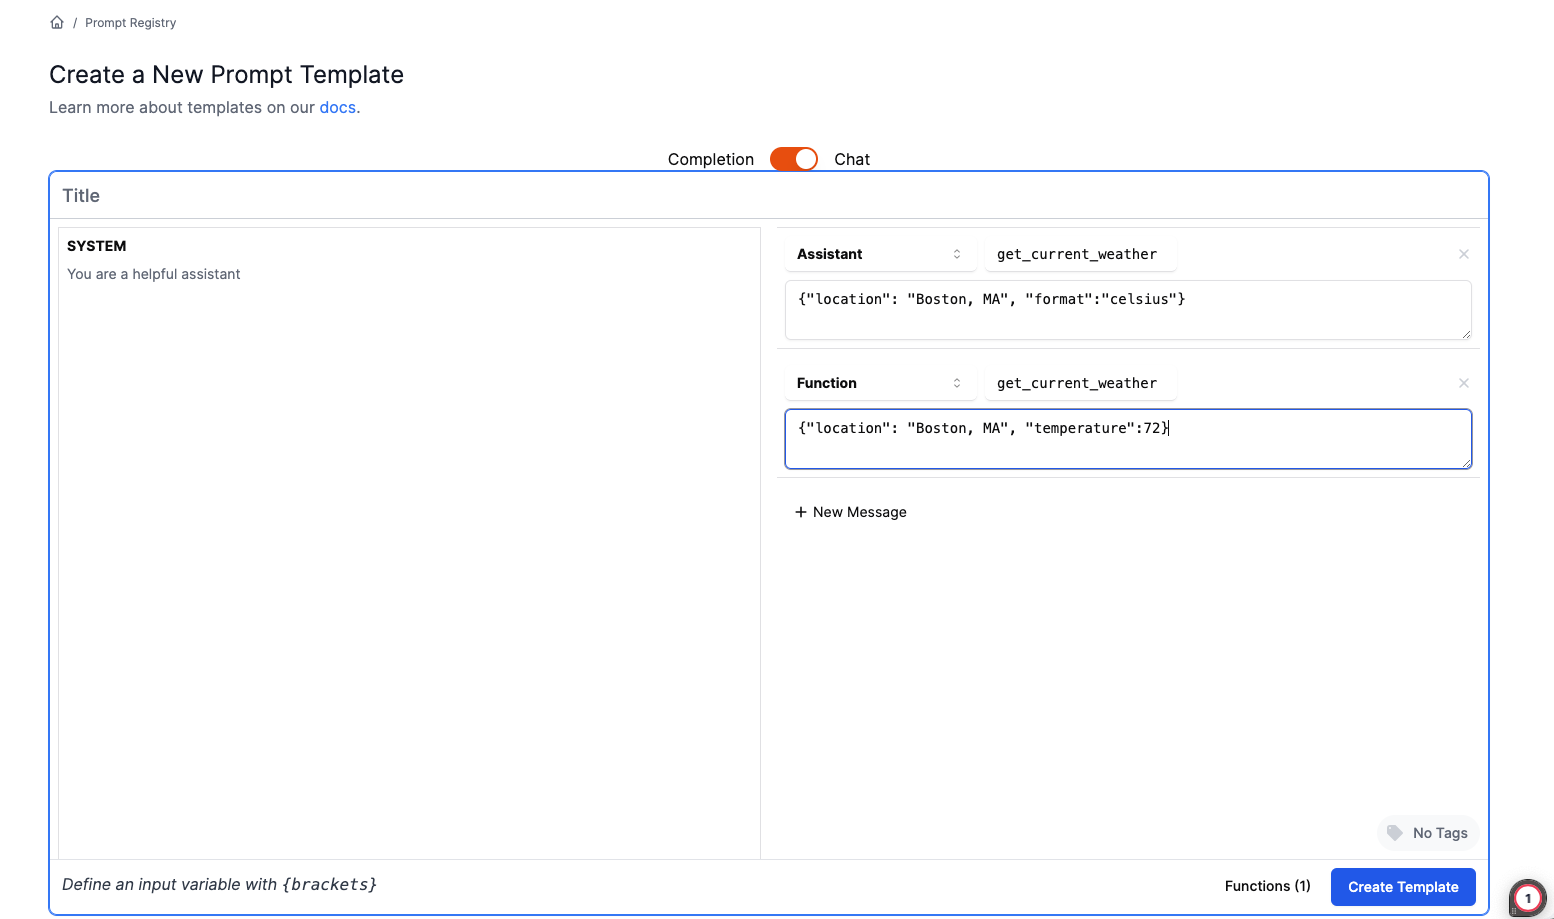 / Prompt Registry
Create a New Prompt Template
Learn more about templates on our docs.
Completion Chat
Title
SYSTEM
You are a helpful assistant
Assistant get_current_weather
{"location": "Boston, MA", "format":"celsius"}
Function get_current_weather
{"location": "Boston, MA", "temperature":72}
+ New Message
No Tags
Define an input variable with {brackets}
Functions (1) Create Template
1